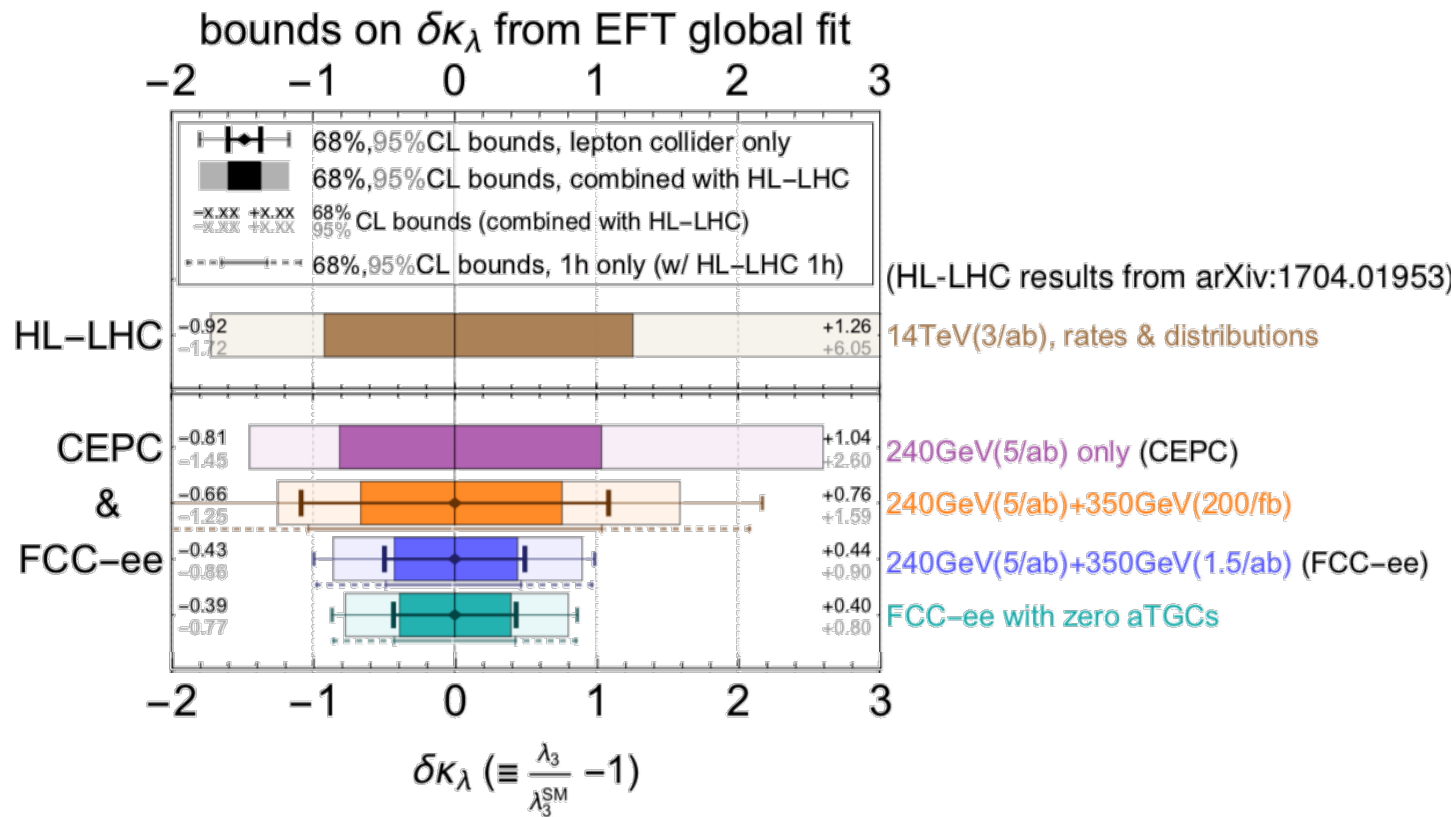 bounds on δκλ from EFT global fit
−2 −1 0 1 2 3
68%,95%CL bounds, lepton collider only
68%,95%CL bounds, combined with HL−LHC
−x.xx +x.xx 68%
−x.xx +x.xx 95% CL bounds (combined with HL−LHC)
68%,95%CL bounds, 1h only (w/ HL−LHC 1h)
(HL-LHC results from arXiv:1704.01953)
HL−LHC −0.92 +1.26 14TeV(3/ab), rates & distributions
−1.72 +6.05
CEPC −0.81 +1.04 240GeV(5/ab) only (CEPC)
−1.45 +2.60
& −0.66 +0.76 240GeV(5/ab)+350GeV(200/fb)
−1.25 +1.59
FCC−ee −0.43 +0.44 240GeV(5/ab)+350GeV(1.5/ab) (FCC−ee)
−0.86 +0.90
−0.39 +0.40 FCC−ee with zero aTGCs
−0.77 +0.80
−2 −1 0 1 2 3
δκλ (≡ λ3/λ3SM −1)